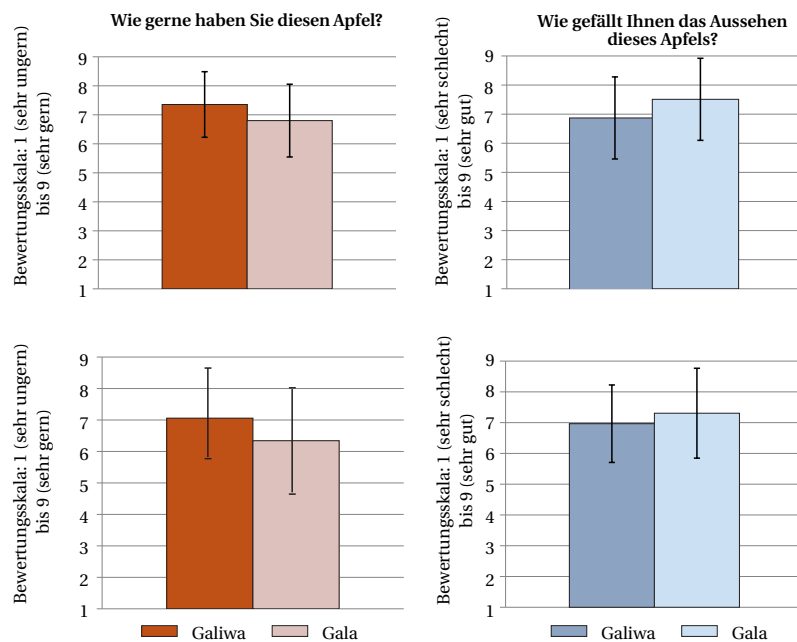 Wie gerne haben Sie diesen Apfel?
Bewertungsskala: 1 (sehr ungern)
bis 9 (sehr gern)
9
8
7
6
5
4
3
2
1
Wie gefällt Ihnen das Aussehen
dieses Apfels?
Bewertungsskala: 1 (sehr schlecht)
bis 9 (sehr gut)
9
8
7
6
5
4
3
2
1
Bewertungsskala: 1 (sehr ungern)
bis 9 (sehr gern)
9
8
7
6
5
4
3
2
1
Galiwa Gala
Bewertungsskala: 1 (sehr schlecht)
bis 9 (sehr gut)
9
8
7
6
5
4
3
2
1
Galiwa Gala